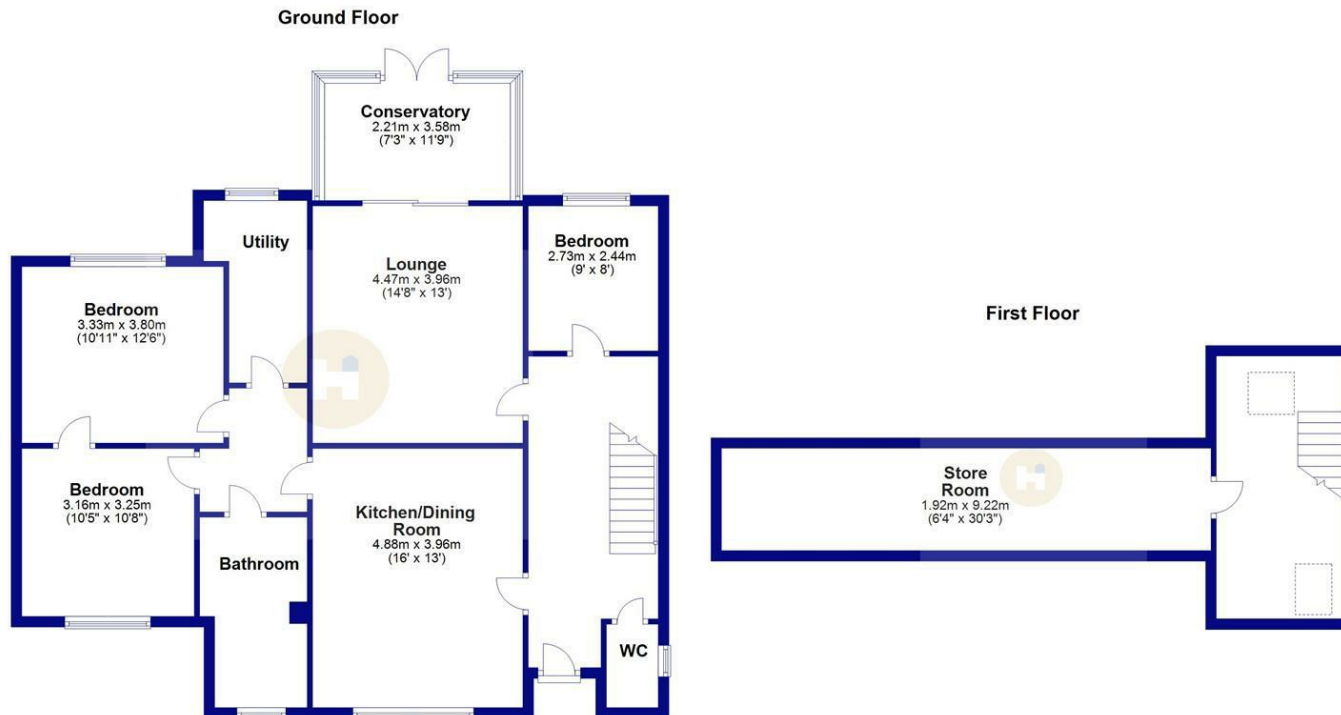 Ground Floor
Conservatory
2.21m x 3.58m
(7'3" x 11'9")
Utility
Lounge
4.47m x 3.96m
(14'8" x 13')
Bedroom
2.73m x 2.44m
(9' x 8')
Bedroom
3.33m x 3.80m
(10'11" x 12'6")
Bedroom
3.16m x 3.25m
(10'5" x 10'8")
Kitchen/Dining
Room
4.88m x 3.96m
(16' x 13')
Bathroom
WC
First Floor
Store
Room
1.92m x 9.22m
(6'4" x 30'3")
H
H